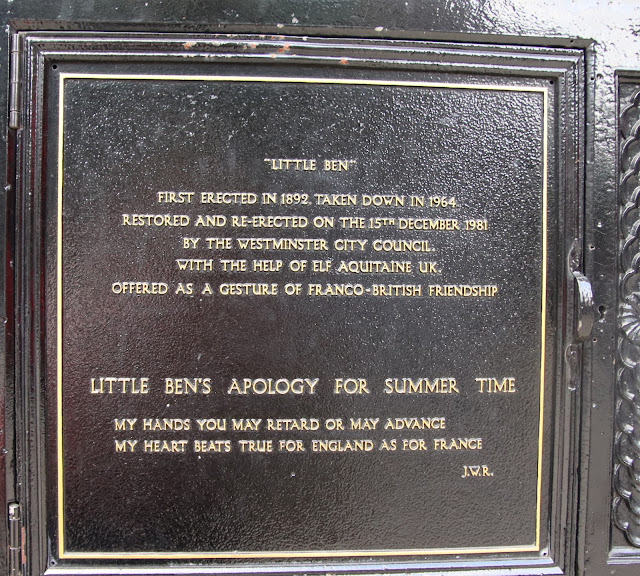 "LITTLE BEN"
FIRST ERECTED IN 1892, TAKEN DOWN IN 1964,
RESTORED AND RE-ERECTED ON THE 15TH DECEMBER 1981
BY THE WESTMINSTER CITY COUNCIL.
WITH THE HELP OF ELF AQUITAINE UK.
OFFERED AS A GESTURE OF FRANCO-BRITISH FRIENDSHIP
LITTLE BEN'S APOLOGY FOR SUMMER TIME
MY HANDS YOU MAY RETARD OR MAY ADVANCE
MY HEART BEATS TRUE FOR ENGLAND AS FOR FRANCE
J.W.R.